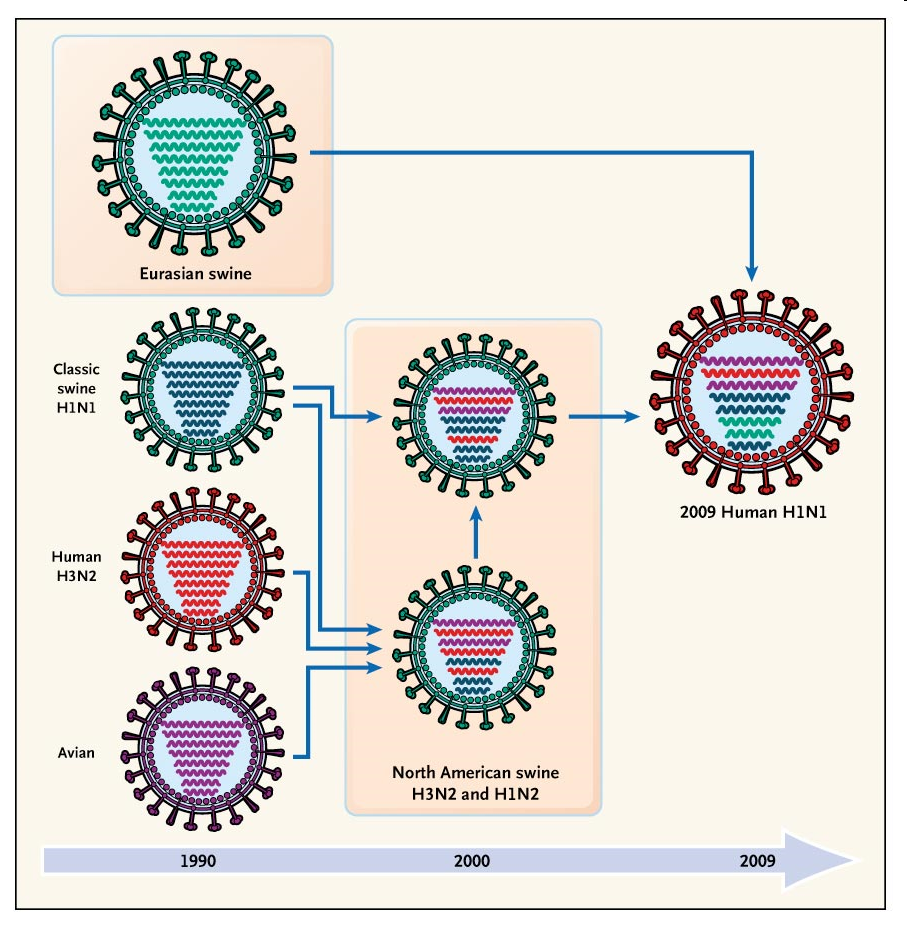 Eurasian swine
Classic
swine
H1N1
Human
H3N2
Avian
2009 Human H1N1
North American swine
H3N2 and H1N2
1990
2000
2009